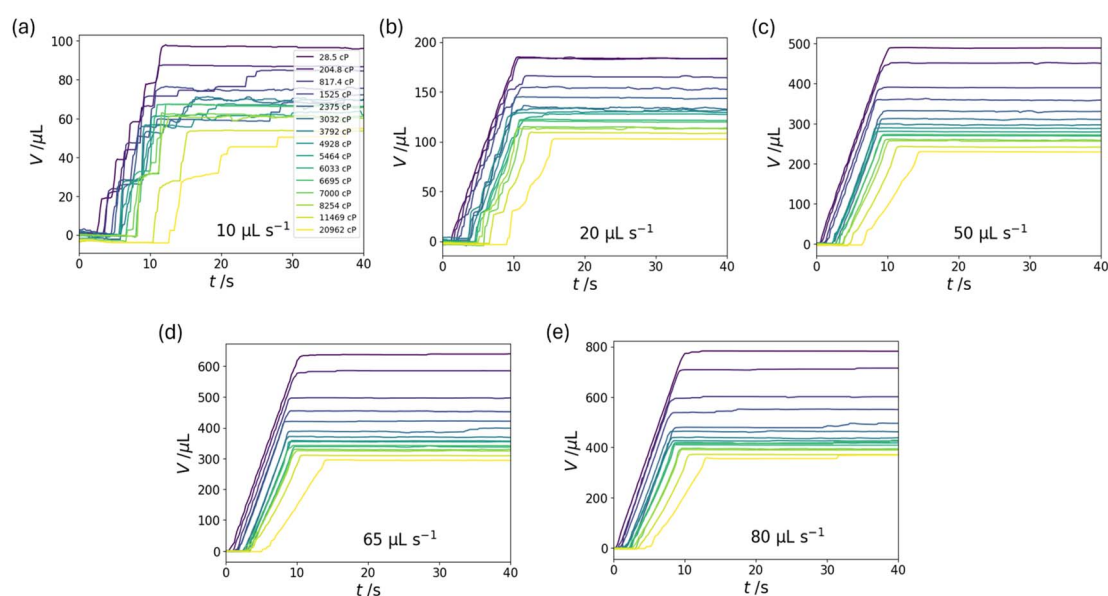 (a)
100
80
60
40
20
0
V /μL
0 10 20 30 40
t /s
28.5 cP
204.8 cP
817.4 cP
1525 cP
2375 cP
3032 cP
3792 cP
4928 cP
5464 cP
6033 cP
6695 cP
7000 cP
8254 cP
11469 cP
20962 cP
10 μL s⁻¹
(b)
200
150
100
50
0
V /μL
20 μL s⁻¹
0 10 20 30 40
t /s
(c)
500
400
300
200
100
0
V /μL
50 μL s⁻¹
0 10 20 30 40
t /s
(d)
600
500
400
300
200
100
0
V /μL
65 μL s⁻¹
0 10 20 30 40
t /s
(e)
800
600
400
200
0
V /μL
80 μL s⁻¹
0 10 20 30 40
t /s